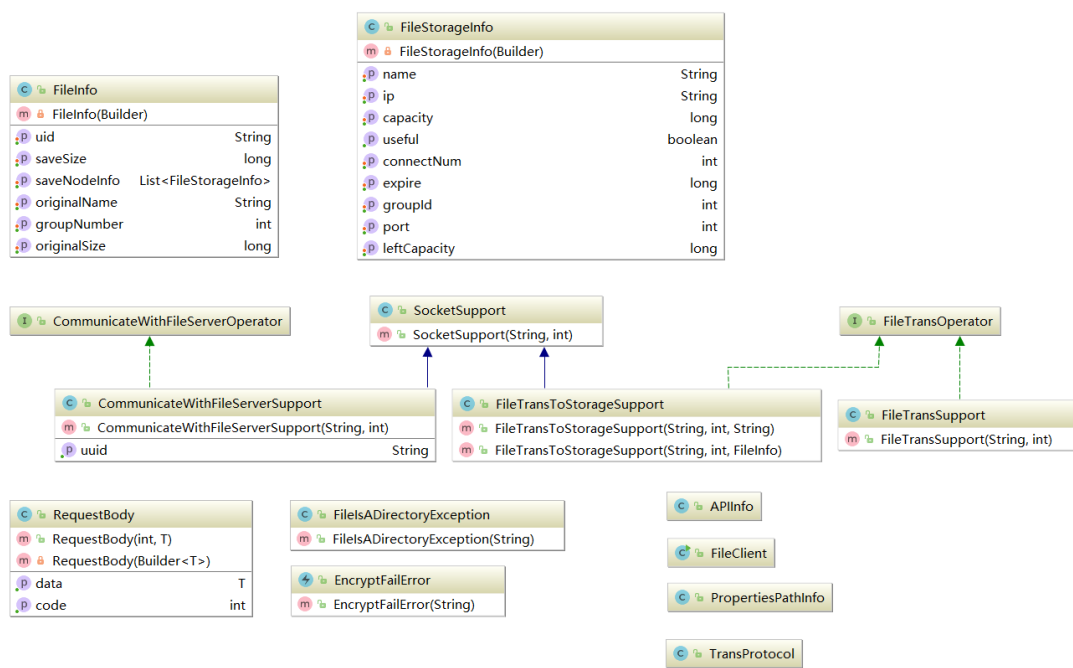 FileInfo
FileInfo(Builder)
uid String
saveSize long
saveNodeInfo List<FileStorageInfo>
originalName String
groupNumber int
originalSize long
FileStorageInfo
FileStorageInfo(Builder)
name String
ip String
capacity long
useful boolean
connectNum int
expire long
groupId int
port int
leftCapacity long
CommunicateWithFileServerOperator
SocketSupport
SocketSupport(String, int)
FileTransOperator
CommunicateWithFileServerSupport
CommunicateWithFileServerSupport(String, int)
uuid String
FileTransToStorageSupport
FileTransToStorageSupport(String, int, String)
FileTransToStorageSupport(String, int, FileInfo)
FileTransSupport
FileTransSupport(String, int)
RequestBody
RequestBody(int, T)
RequestBody(Builder<T>)
data T
code int
FileIsADirectoryException
FileIsADirectoryException(String)
EncryptFailError
EncryptFailError(String)
APIInfo
FileClient
PropertiesPathInfo
TransProtocol